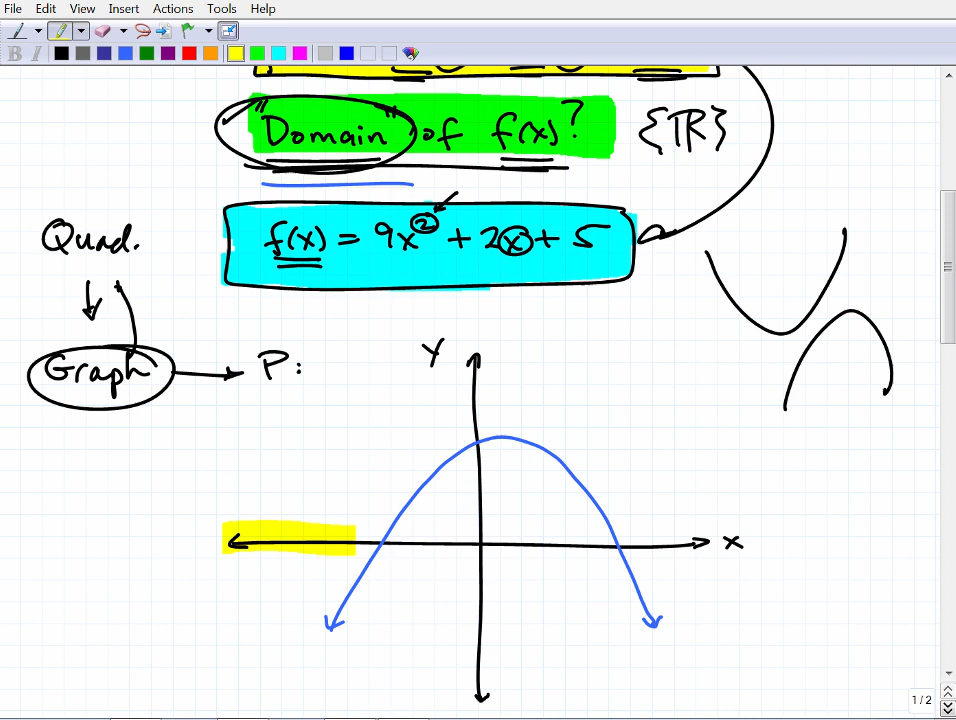 File Edit View Insert Actions Tools Help
B I
"Domain" of f(x)? {ℝ}
f(x) = 9x² + 2x + 5
Quad.
Graph → P:
Y
x
1 / 2